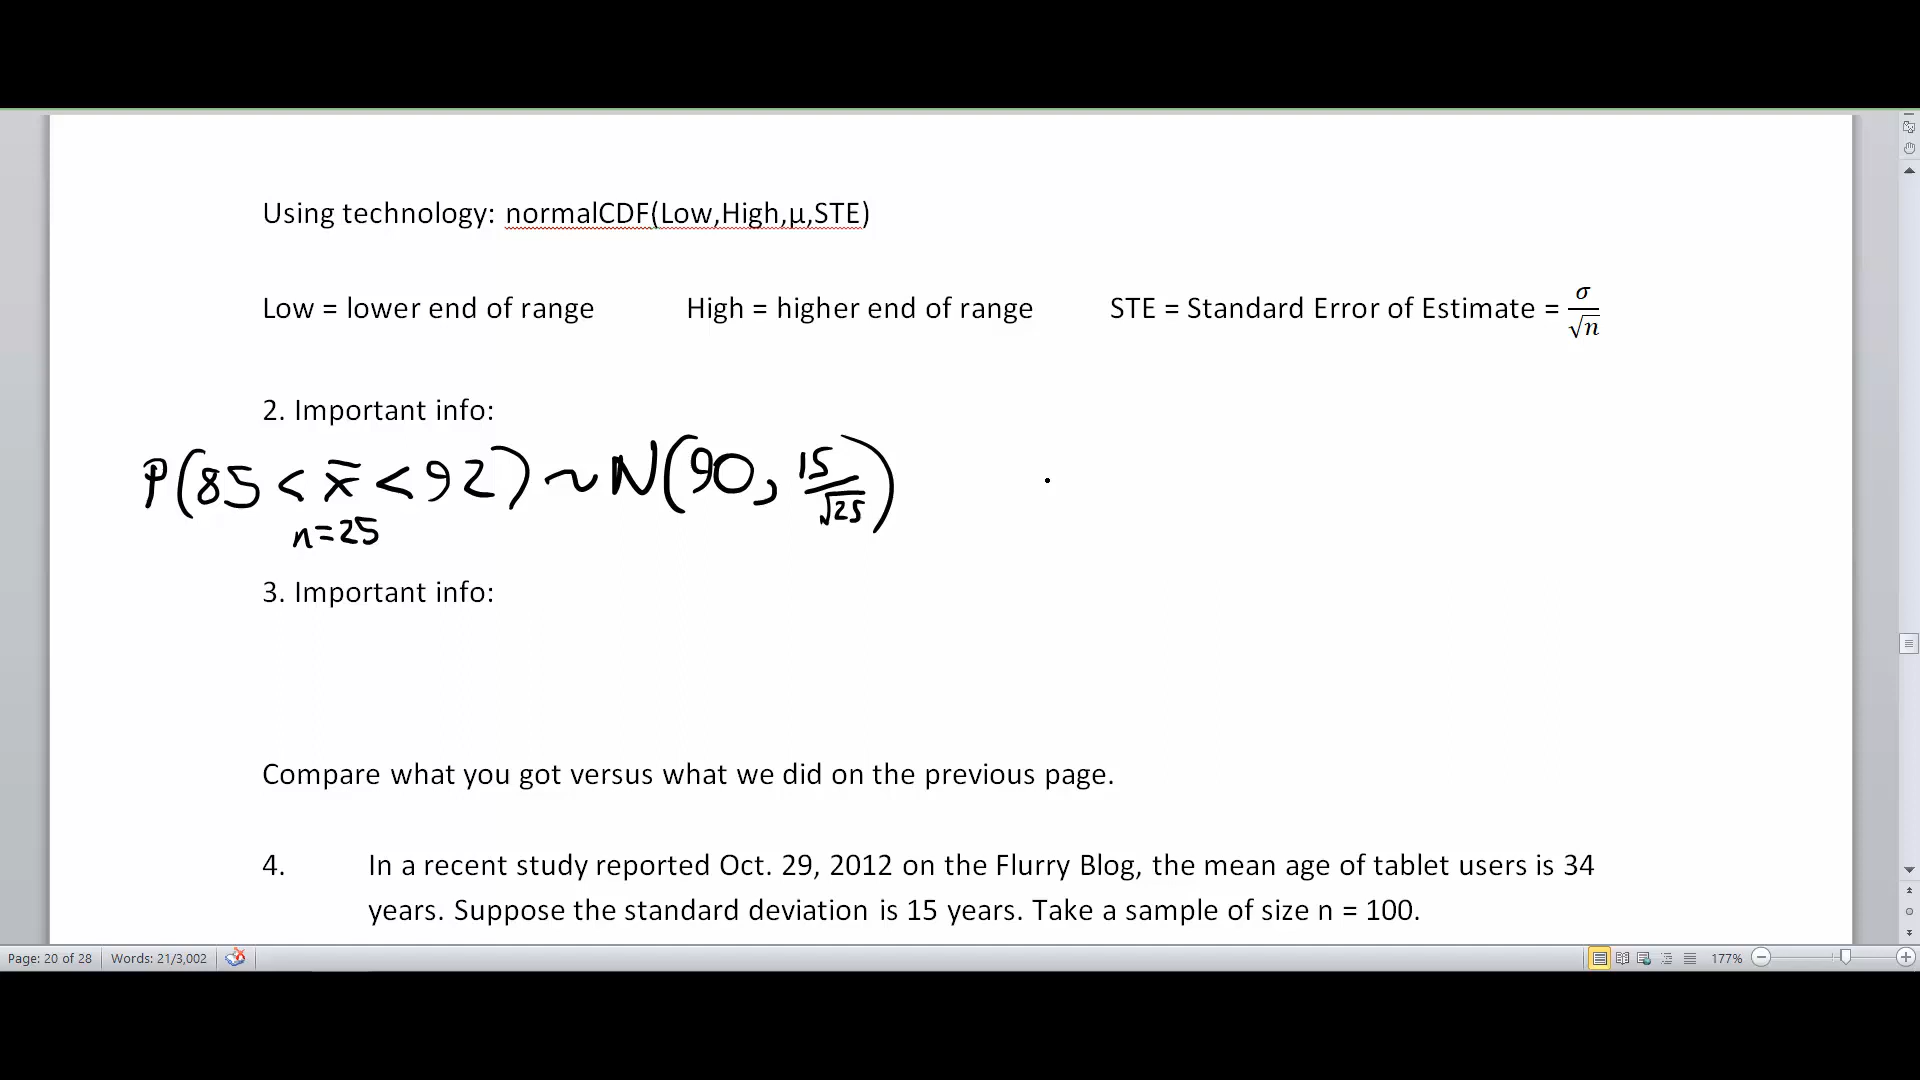 Using technology: normalCDF(Low,High,μ,STE)
Low = lower end of range High = higher end of range STE = Standard Error of Estimate = σ/√n
2. Important info:
P(85 < x̄ < 92) ~ N(90, 15/√25)
n=25
3. Important info:
Compare what you got versus what we did on the previous page.
4. In a recent study reported Oct. 29, 2012 on the Flurry Blog, the mean age of tablet users is 34
years. Suppose the standard deviation is 15 years. Take a sample of size n = 100.
Page: 20 of 28 Words: 21/3,002 177%